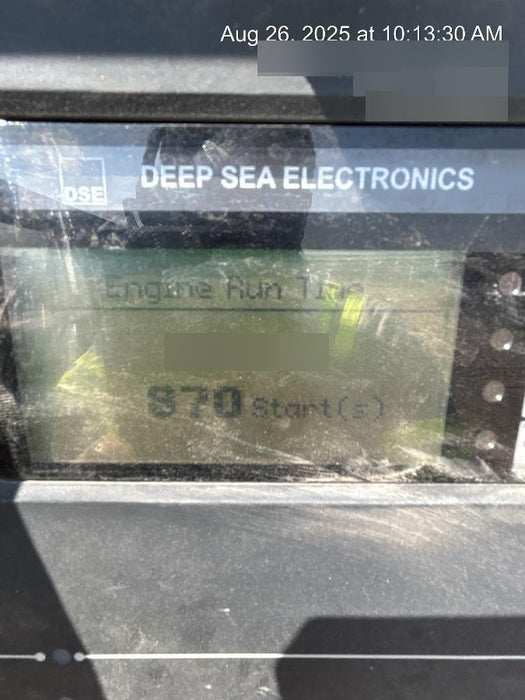 Aug 26, 2025 at 10:13:30 AM
DSE DEEP SEA ELECTRONICS
Engine Run Time
870 Start(s)